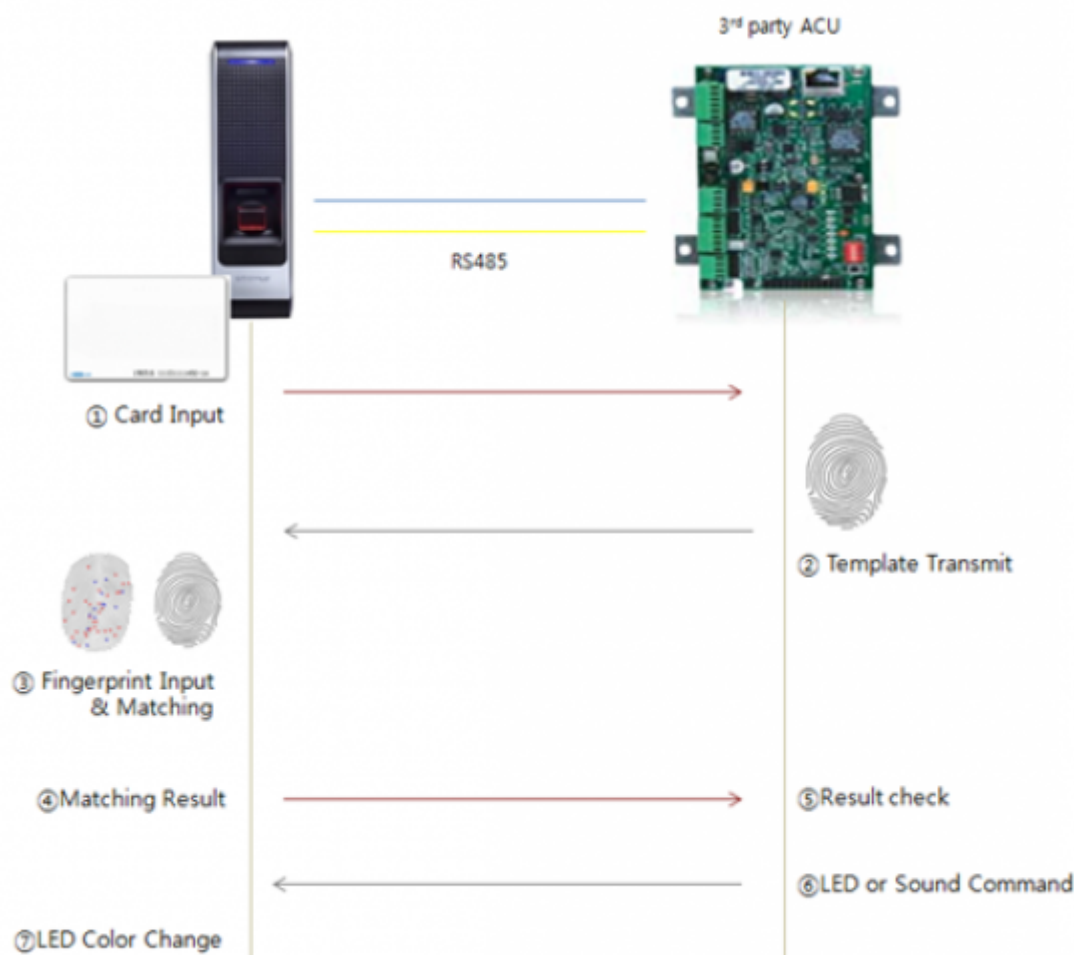 3rd party ACU
RS485
① Card Input
② Template Transmit
③ Fingerprint Input
& Matching
④Matching Result
⑤Result check
⑥LED or Sound Command
⑦LED Color Change